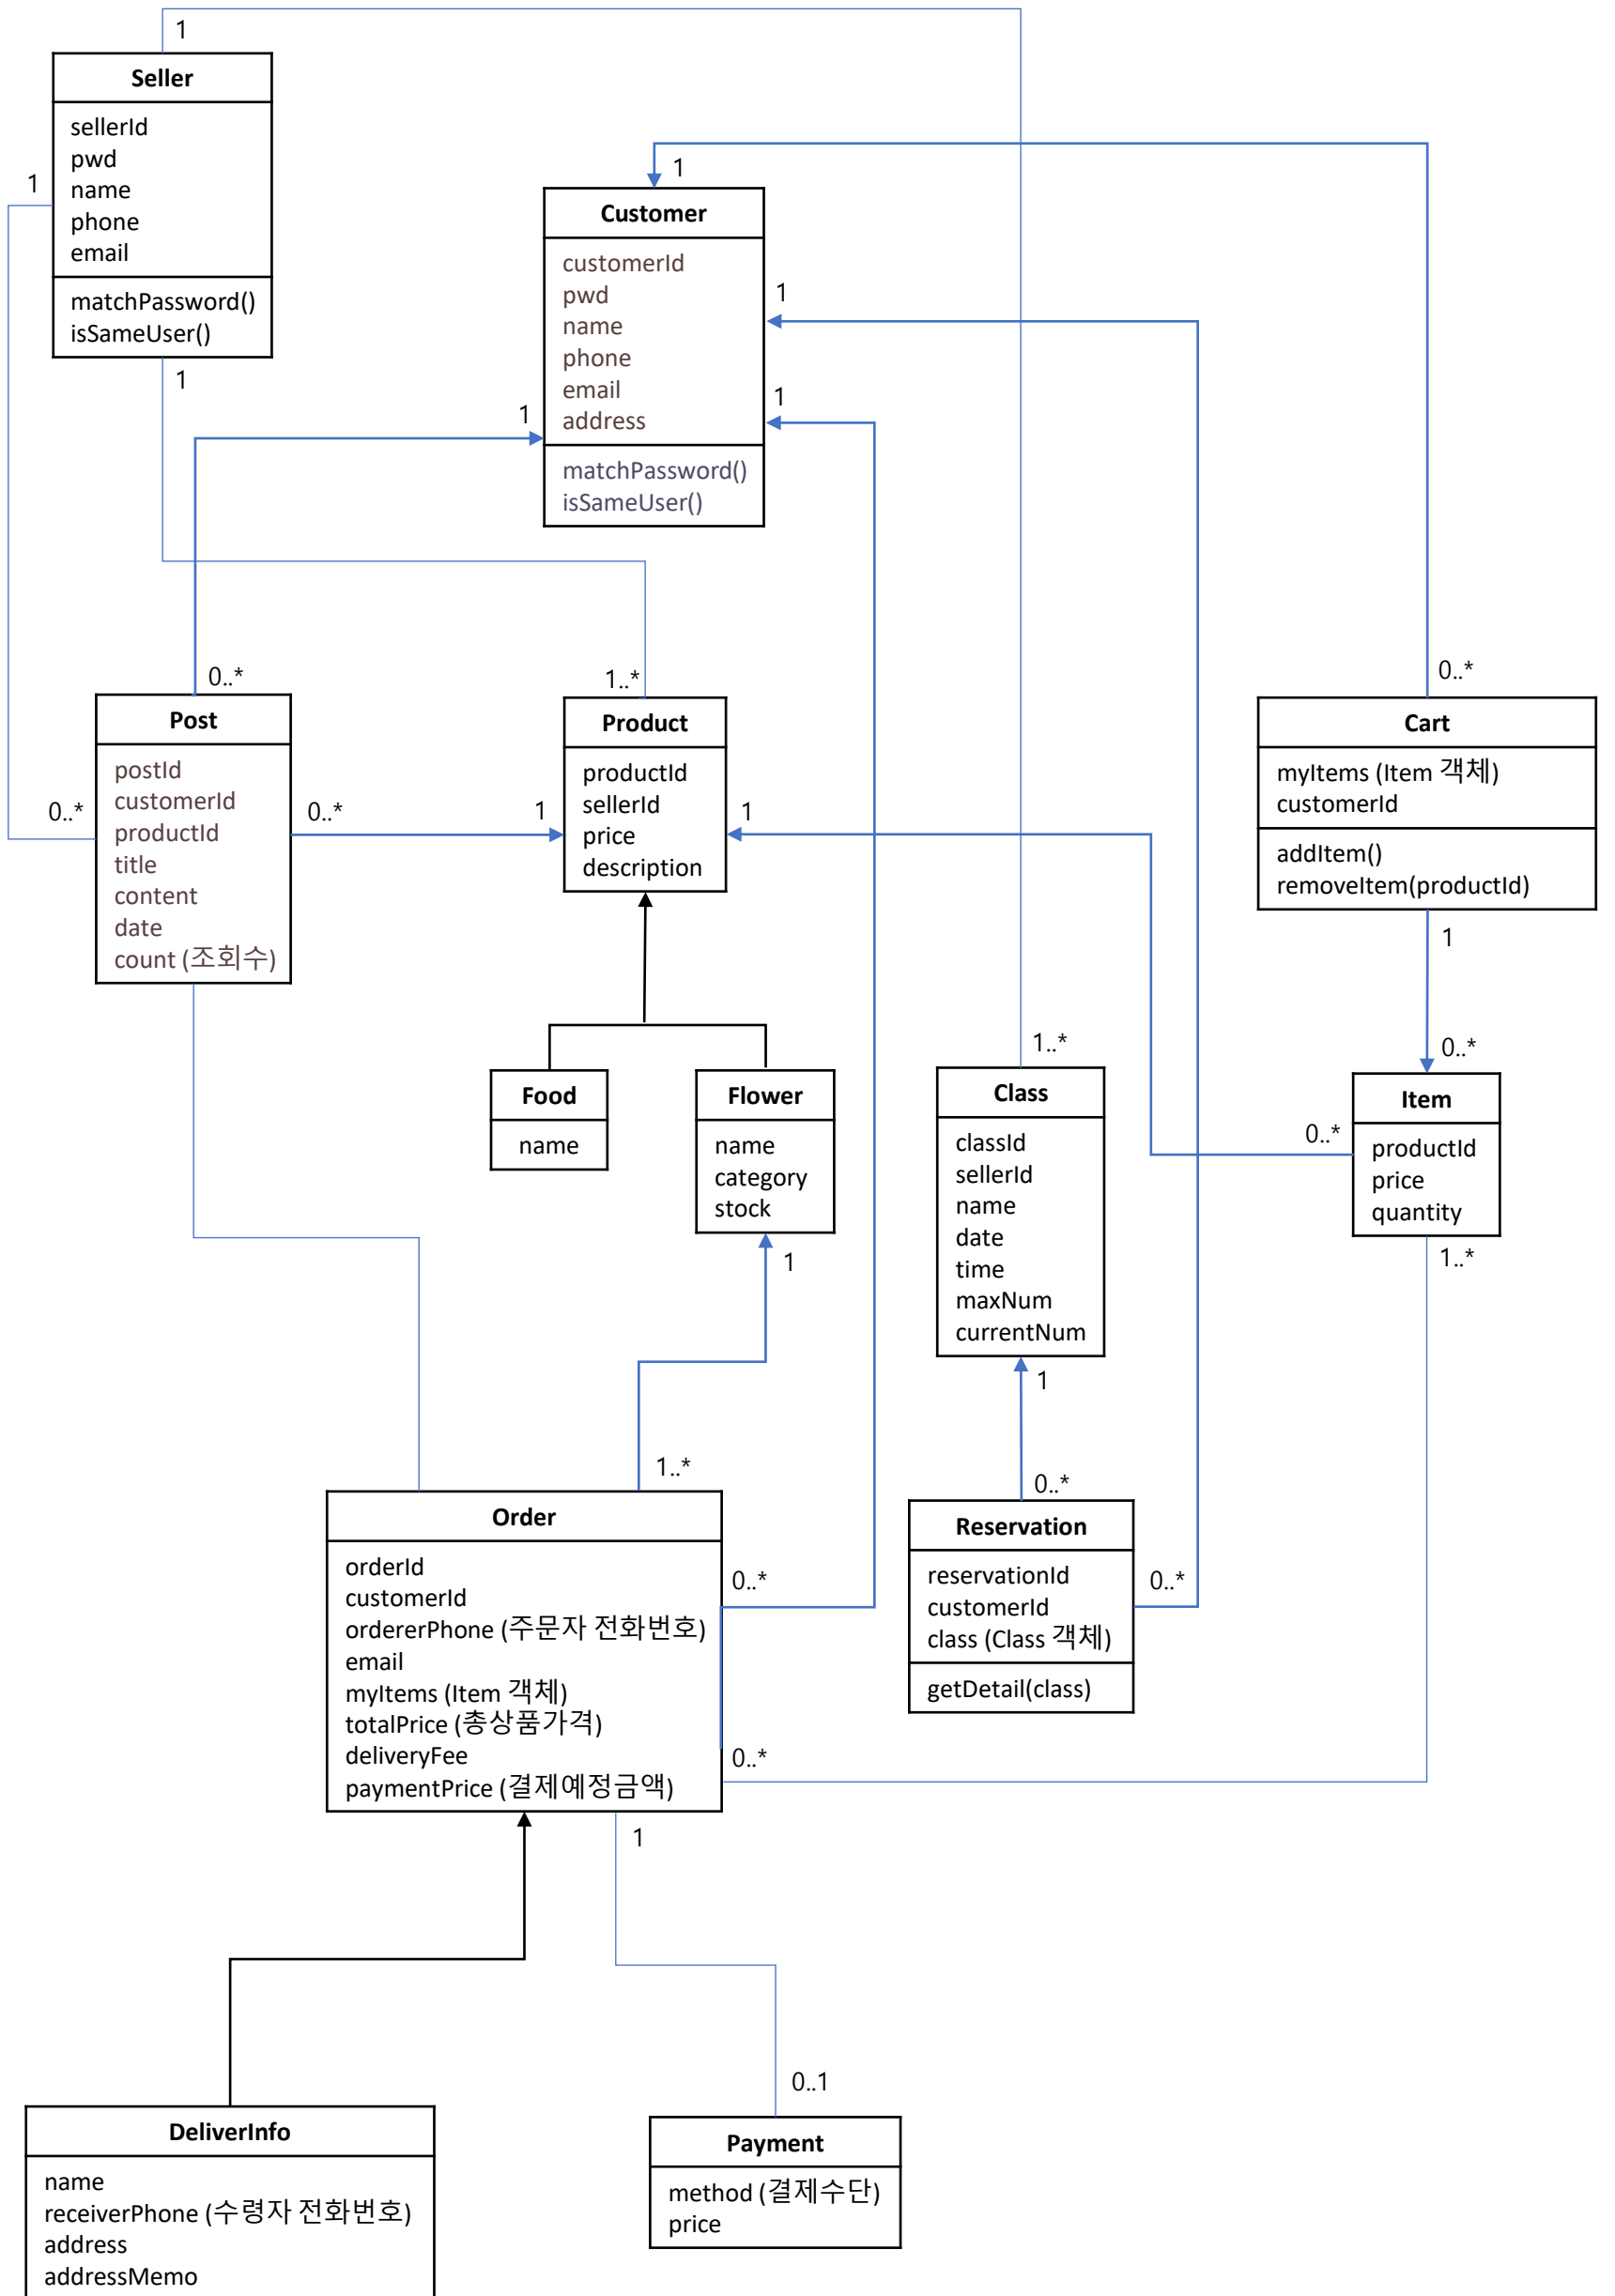 1
Seller
sellerId
pwd
name
phone
email
matchPassword()
isSameUser()
1
1
1
Customer
customerId
pwd
name
phone
email
address
matchPassword()
isSameUser()
1
1
1
0..*
1..*
0..*
Post
postId
customerId
productId
title
content
date
count (조회수)
0..*
0..*
1
Product
productId
sellerId
price
description
1
Cart
myItems (Item 객체)
customerId
addItem()
removeItem(productId)
1
0..*
Food
name
Flower
name
category
stock
1
1..*
Class
classId
sellerId
name
date
time
maxNum
currentNum
1
0..*
Item
productId
price
quantity
1..*
1..*
0..*
Order
orderId
customerId
ordererPhone (주문자 전화번호)
email
myItems (Item 객체)
totalPrice (총상품가격)
deliveryFee
paymentPrice (결제예정금액)
0..*
0..*
1
Reservation
reservationId
customerId
class (Class 객체)
getDetail(class)
0..*
0..1
DeliverInfo
name
receiverPhone (수령자 전화번호)
address
addressMemo
Payment
method (결제수단)
price